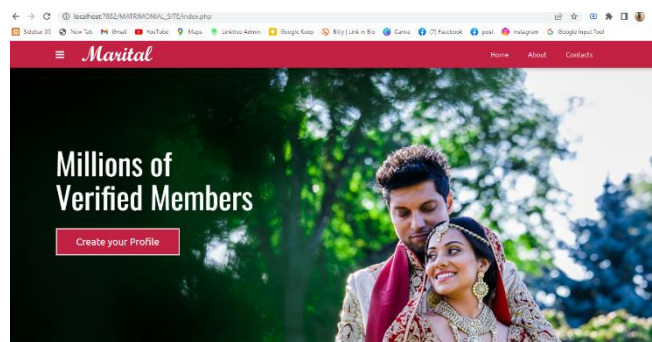 localhost:7882/MATRIMONIAL_SITE/index.php
Sidebar 03 New Tab Gmail YouTube Maps Linktree Admin Google Keep Bitly | Link in Bio Canva (7) Facebook post Instagram Google Input Tool
Marital Home About Contacts
Millions of
Verified Members
Create your Profile